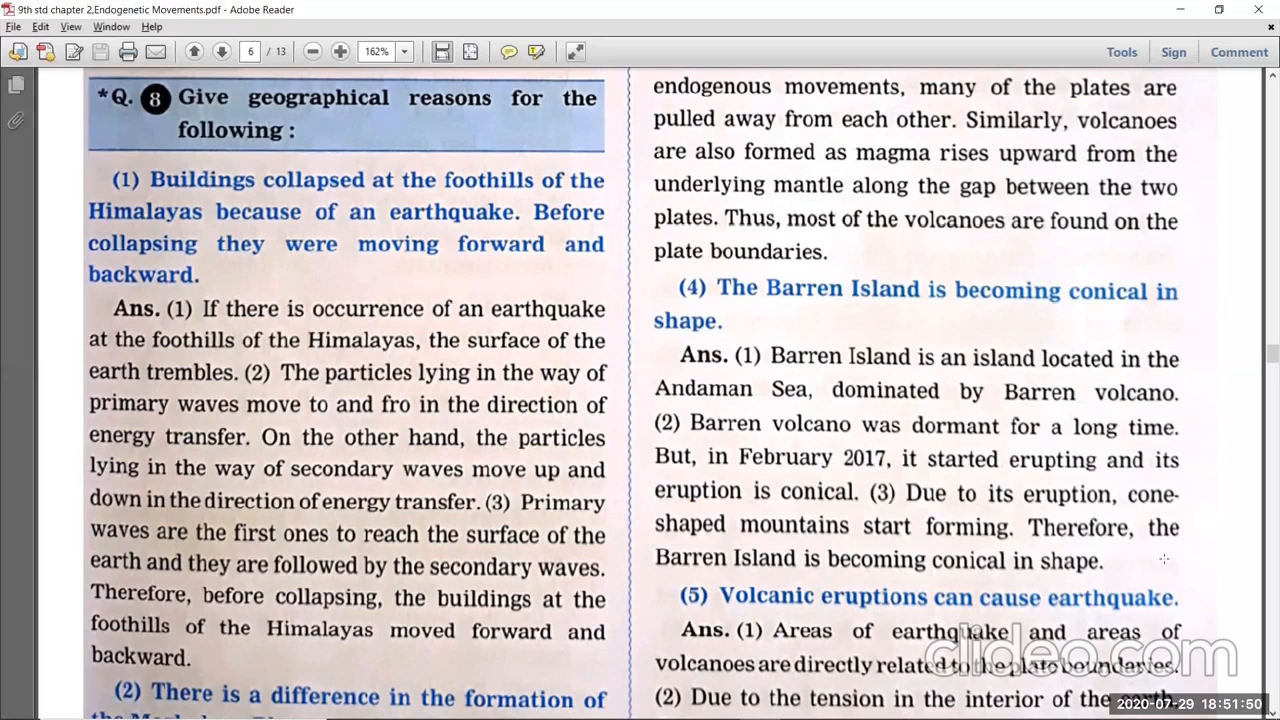 9th std chapter 2,Endogenetic Movements.pdf - Adobe Reader
File Edit View Window Help
6 / 13 162% Tools Sign Comment
*Q. 8 Give geographical reasons for the
following :
(1) Buildings collapsed at the foothills of the
Himalayas because of an earthquake. Before
collapsing they were moving forward and
backward.
Ans. (1) If there is occurrence of an earthquake
at the foothills of the Himalayas, the surface of the
earth trembles. (2) The particles lying in the way of
primary waves move to and fro in the direction of
energy transfer. On the other hand, the particles
lying in the way of secondary waves move up and
down in the direction of energy transfer. (3) Primary
waves are the first ones to reach the surface of the
earth and they are followed by the secondary waves.
Therefore, before collapsing, the buildings at the
foothills of the Himalayas moved forward and
backward.
(2) There is a difference in the formation of
endogenous movements, many of the plates are
pulled away from each other. Similarly, volcanoes
are also formed as magma rises upward from the
underlying mantle along the gap between the two
plates. Thus, most of the volcanoes are found on the
plate boundaries.
(4) The Barren Island is becoming conical in
shape.
Ans. (1) Barren Island is an island located in the
Andaman Sea, dominated by Barren volcano.
(2) Barren volcano was dormant for a long time.
But, in February 2017, it started erupting and its
eruption is conical. (3) Due to its eruption, cone-
shaped mountains start forming. Therefore, the
Barren Island is becoming conical in shape.
(5) Volcanic eruptions can cause earthquake.
Ans. (1) Areas of earthquake and areas of
volcanoes are directly related to the plate boundaries.
(2) Due to the tension in the interior of the earth,
clideo.com
2020-07-29 18:51:50